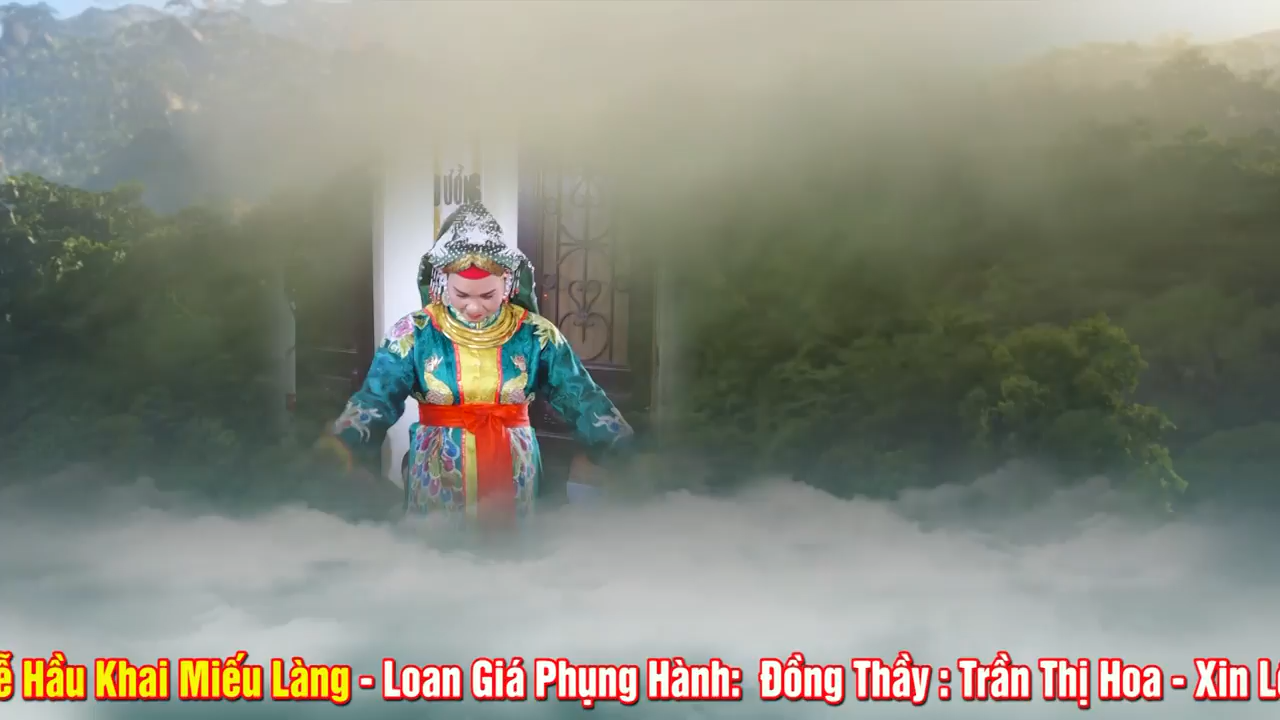 Hầu Khai Miếu Làng - Loan Giá Phụng Hành: Đồng Thầy : Trần Thị Hoa - Xin